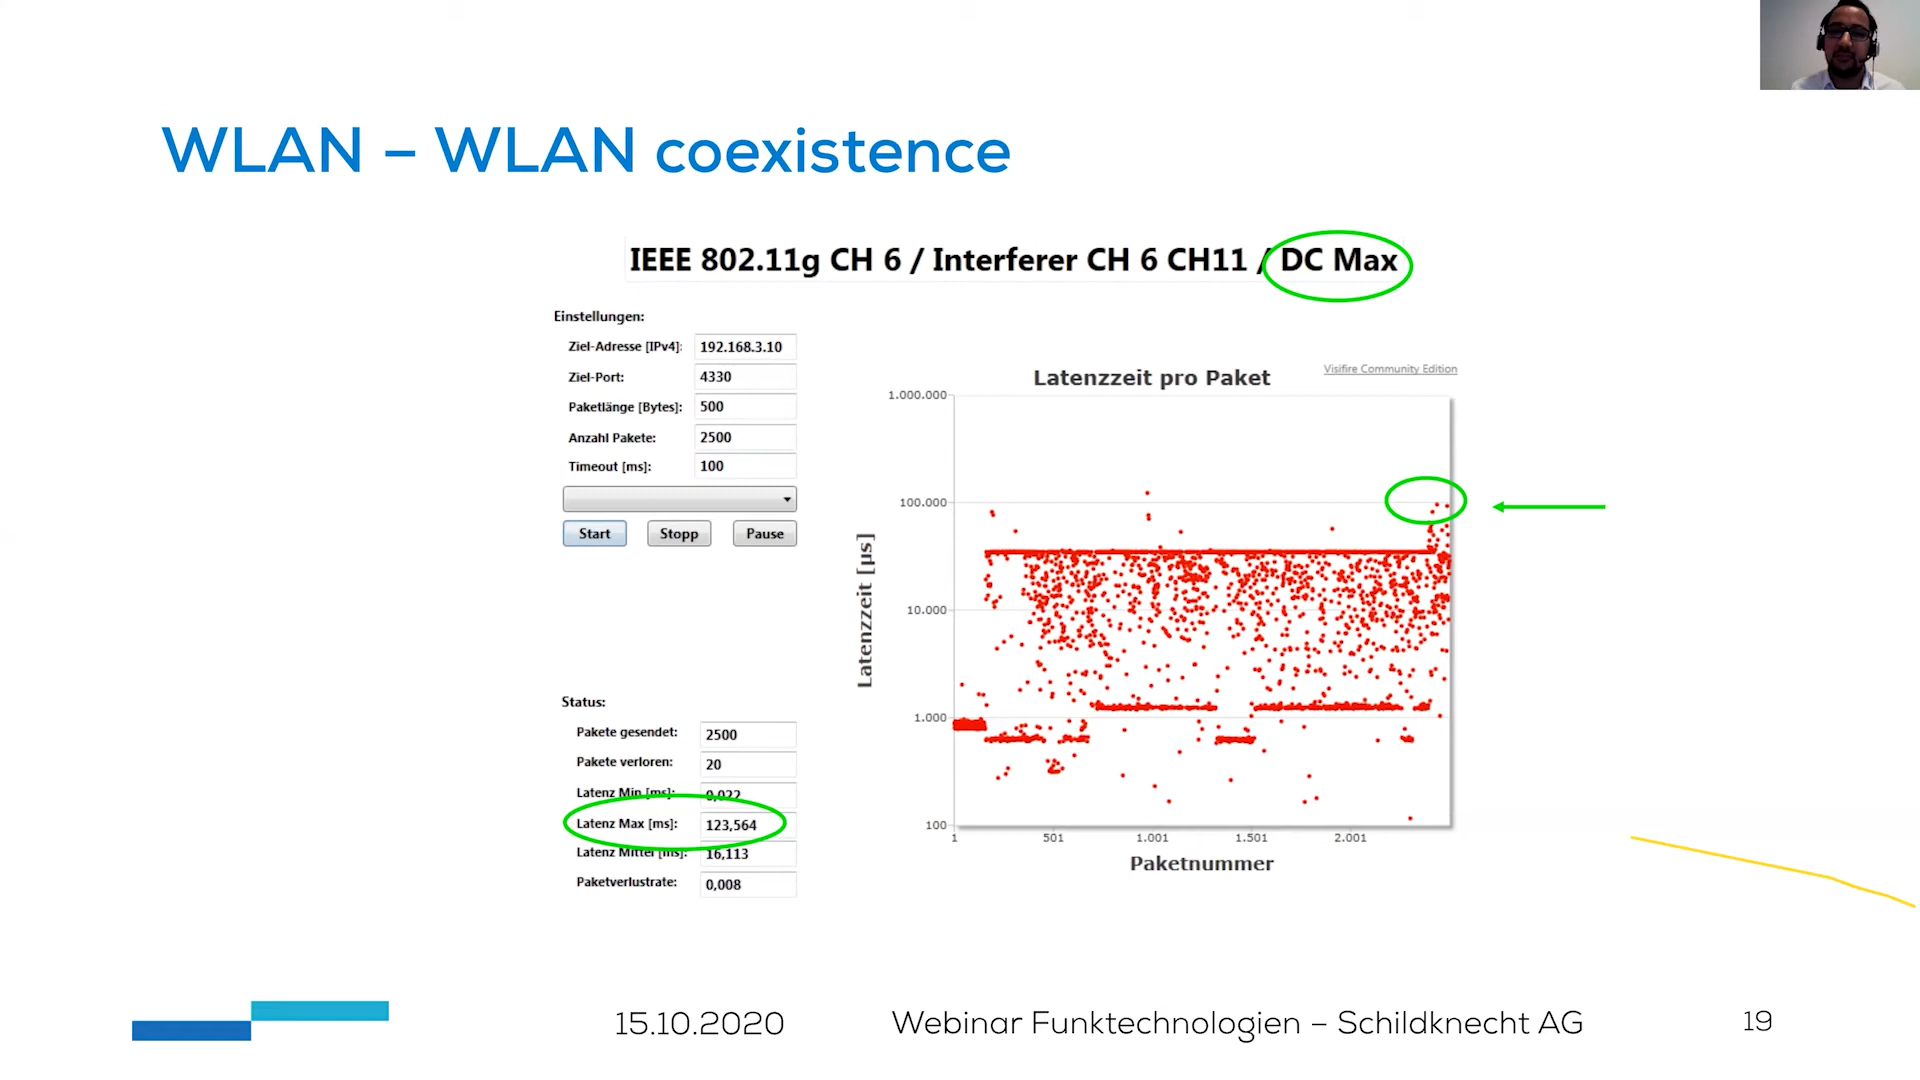 WLAN – WLAN coexistence
IEEE 802.11g CH 6 / Interferer CH 6 CH11 / DC Max
Einstellungen:
Ziel-Adresse [IPv4]: 192.168.3.10
Ziel-Port: 4330
Paketlänge [Bytes]: 500
Anzahl Pakete: 2500
Timeout [ms]: 100
Start Stopp Pause
Status:
Pakete gesendet: 2500
Pakete verloren: 20
Latenz Min [ms]: 0,022
Latenz Max [ms]: 123,564
Latenz Mittel [ms]: 16,113
Paketverlustrate: 0,008
Latenzzeit pro Paket
Visifire Community Edition
Latenzzeit [µs]
1.000.000
100.000
10.000
1.000
100
1 501 1.001 1.501 2.001
Paketnummer
15.10.2020 Webinar Funktechnologien – Schildknecht AG 19